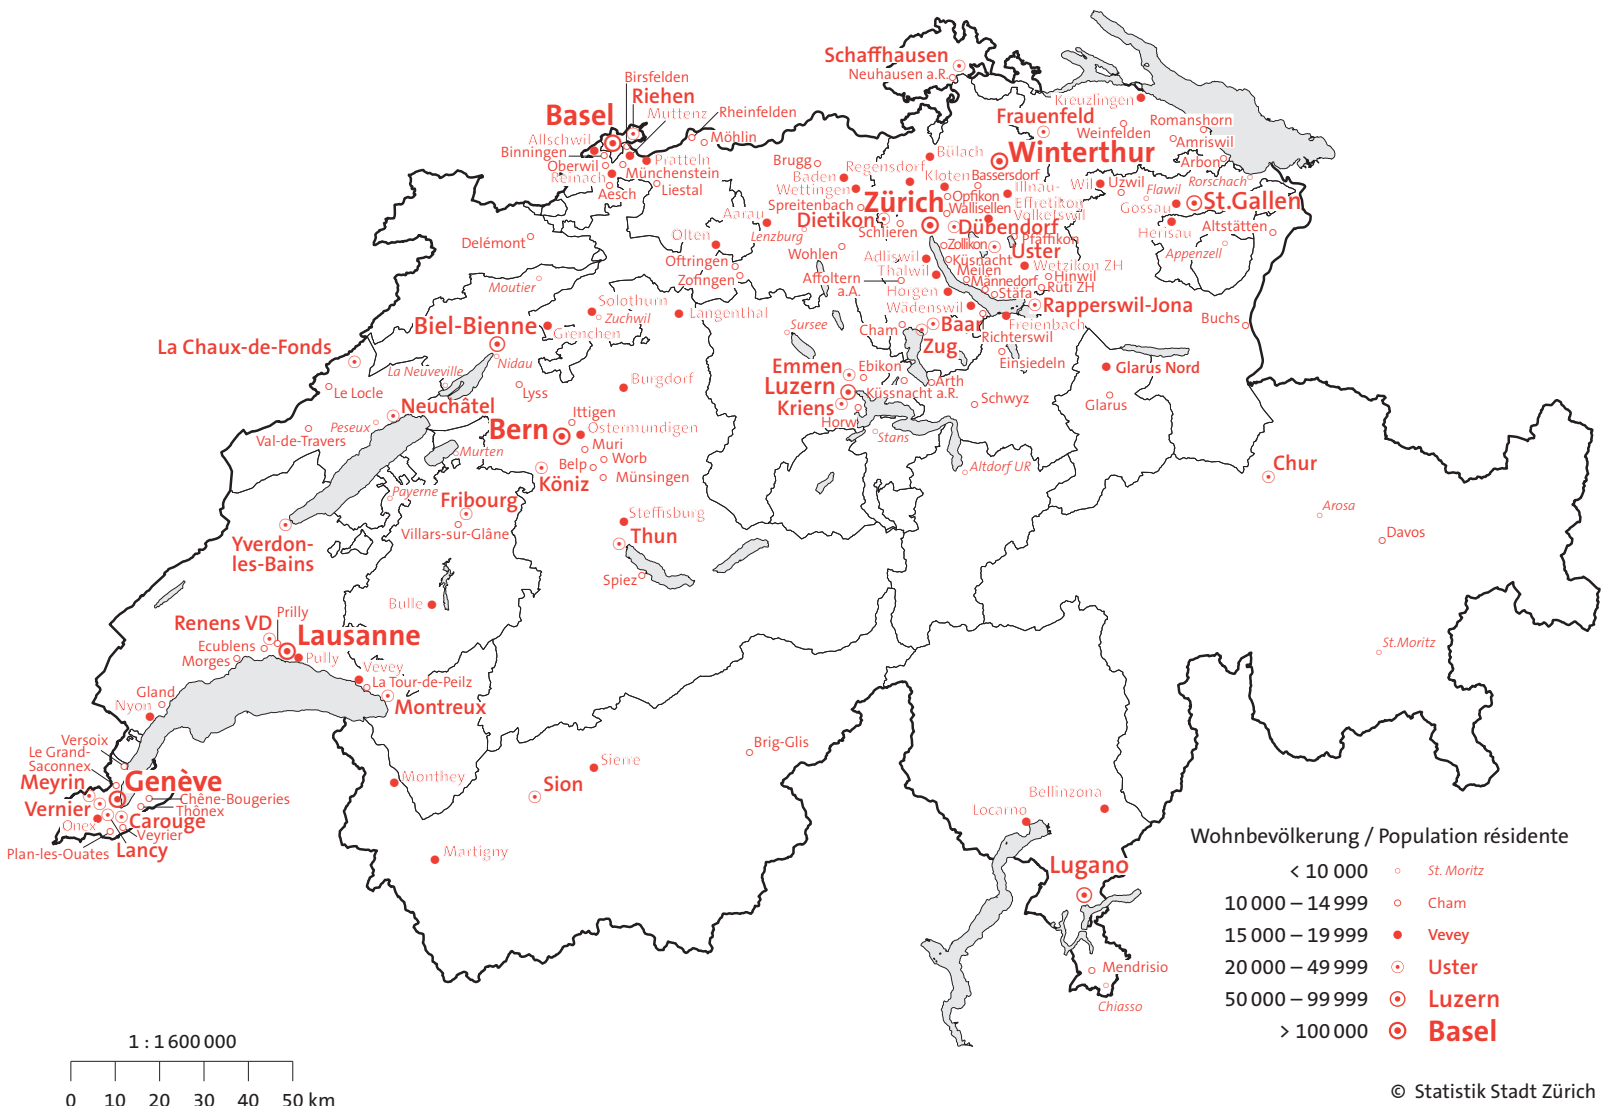 Schaffhausen
Neuhausen a.R.
Birsfelden
Riehen
Basel
Muttenz
Rheinfelden
Möhlin
Allschwil
Binningen
Pratteln
Oberwil
Münchenstein
Reinach
Aesch
Liestal
Kreuzlingen
Frauenfeld
Weinfelden
Romanshorn
Amriswil
Arbon
Winterthur
Bülach
Brugg
Regensdorf
Baden
Kloten
Bassersdorf
Wettingen
Opfikon
Illnau-
Effretikon
Wil
Uzwil
Flawil
Rorschach
Gossau
St.Gallen
Spreitenbach
Zürich
Wallisellen
Volketswil
Dietikon
Dübendorf
Herisau
Altstätten
Schlieren
Pfäffikon
Appenzell
Aarau
Lenzburg
Wohlen
Zollikon
Uster
Delémont
Olten
Adliswil
Küsnacht
Wetzikon ZH
Oftringen
Thalwil
Meilen
Hinwil
Zofingen
Affoltern
a.A.
Männedorf
Rüti ZH
Moutier
Horgen
Stäfa
Solothurn
Wädenswil
Rapperswil-Jona
Zuchwil
Langenthal
Sursee
Freienbach
Buchs
Biel-Bienne
Grenchen
Cham
Baar
Richterswil
La Chaux-de-Fonds
Zug
Einsiedeln
Nidau
La Neuveville
Emmen
Ebikon
Glarus Nord
Le Locle
Lyss
Burgdorf
Luzern
Arth
Küssnacht a.R.
Neuchâtel
Kriens
Schwyz
Glarus
Ittigen
Horw
Peseux
Bern
Ostermundigen
Val-de-Travers
Stans
Murten
Muri
Belp
Worb
Altdorf UR
Chur
Köniz
Münsingen
Payerne
Fribourg
Arosa
Steffisburg
Villars-sur-Glâne
Thun
Davos
Yverdon-
les-Bains
Spiez
Bulle
Prilly
Renens VD
Lausanne
Ecublens
Morges
Pully
St.Moritz
Vevey
La Tour-de-Peilz
Gland
Nyon
Montreux
Versoix
Le Grand-
Saconnex
Brig-Glis
Sierre
Meyrin
Genève
Monthey
Sion
Chêne-Bougeries
Bellinzona
Vernier
Thônex
Locarno
Onex
Carouge
Veyrier
Plan-les-Ouates
Lancy
Martigny
Lugano
Mendrisio
Chiasso
Wohnbevölkerung / Population résidente
< 10 000 St. Moritz
10 000 – 14 999 Cham
15 000 – 19 999 Vevey
20 000 – 49 999 Uster
50 000 – 99 999 Luzern
> 100 000 Basel
1 : 1 600 000
0 10 20 30 40 50 km
© Statistik Stadt Zürich